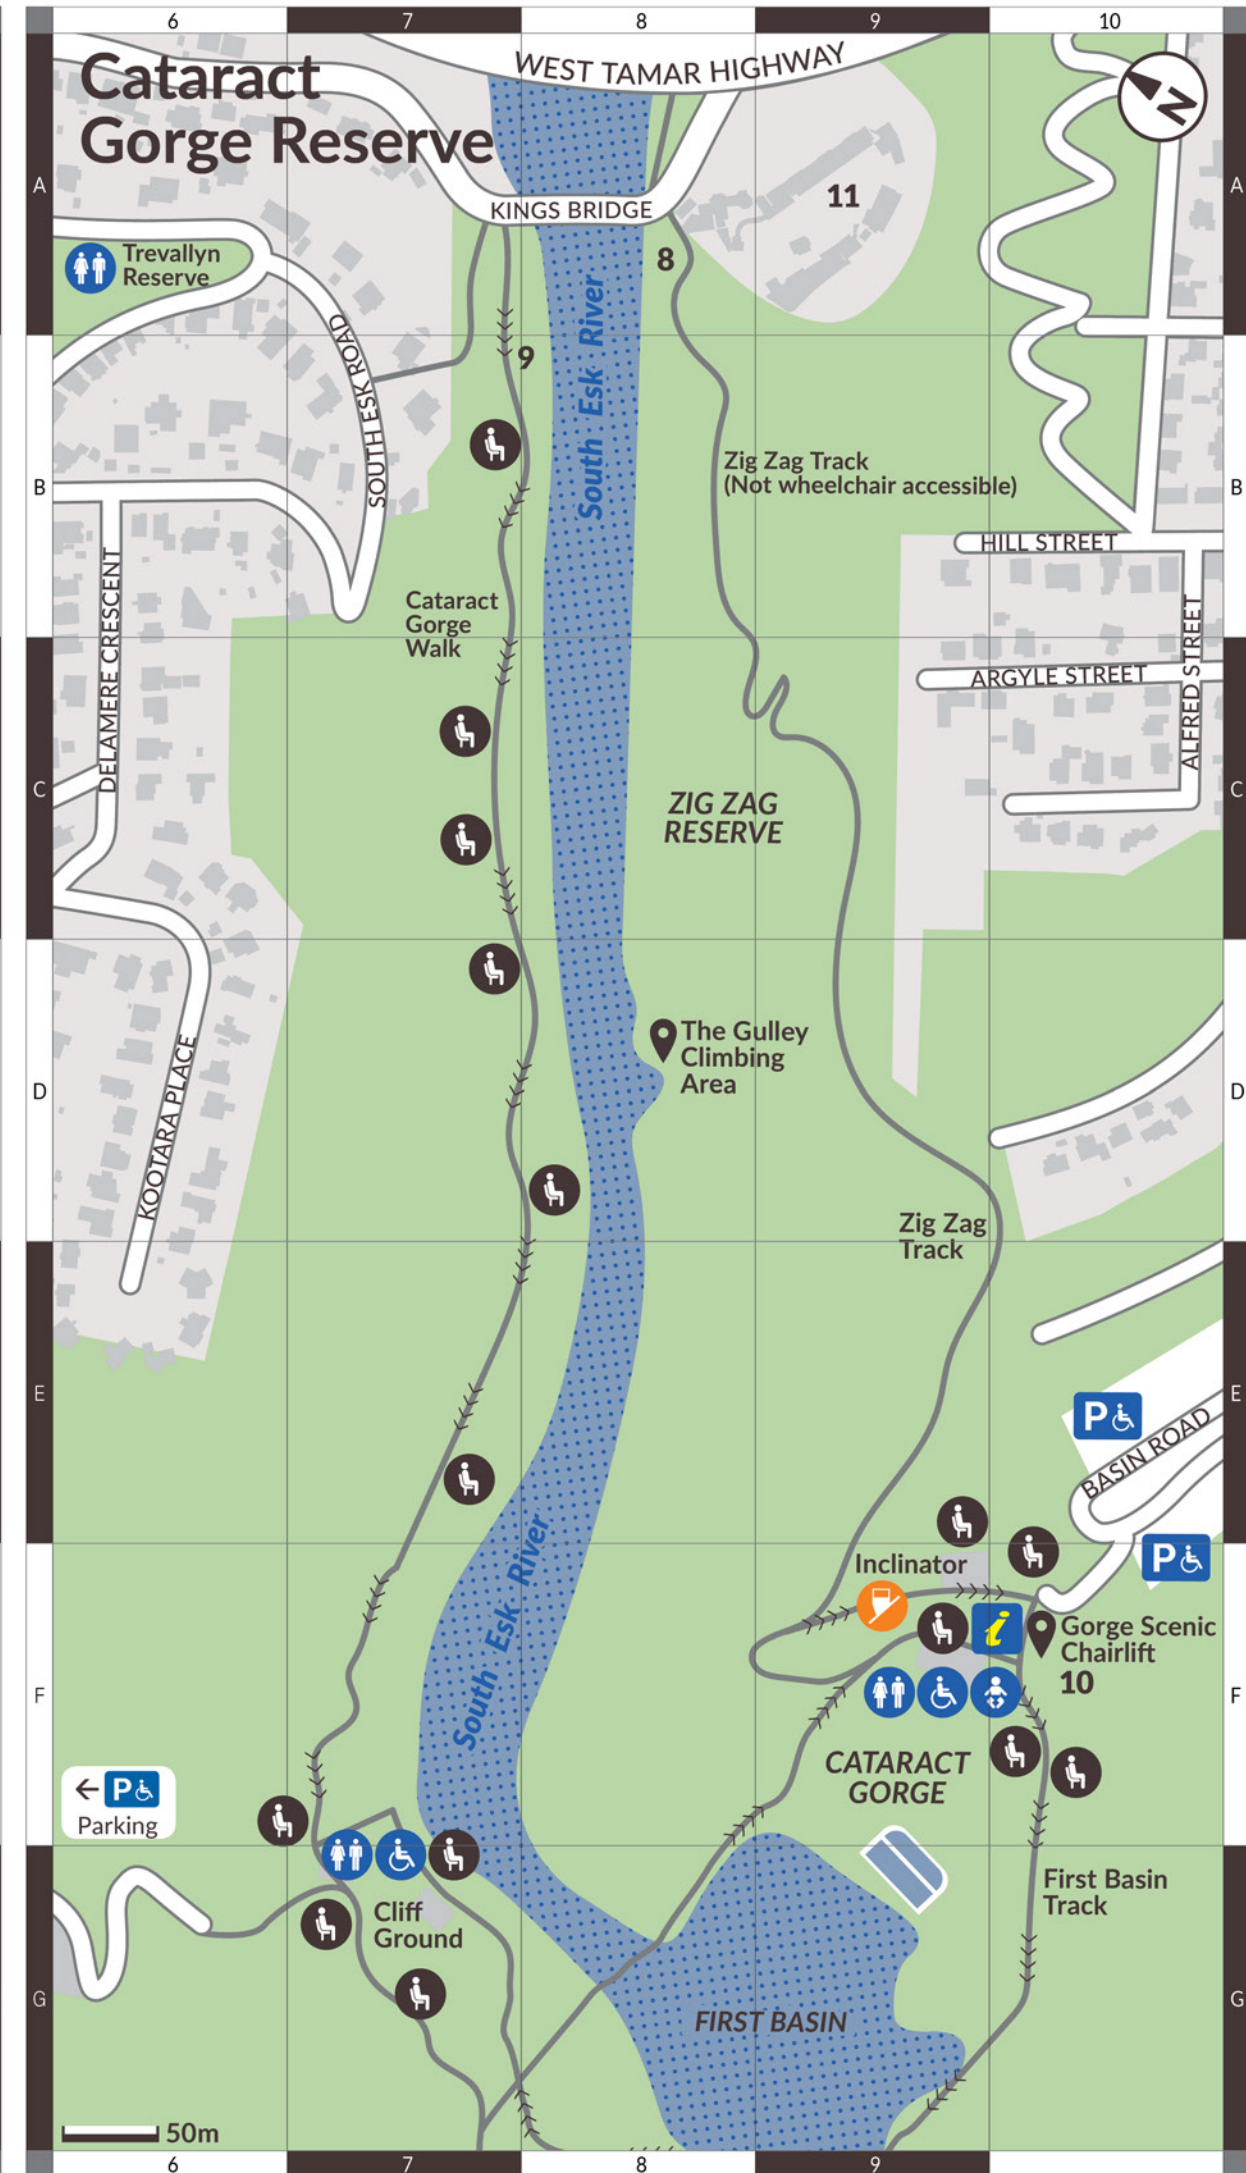 6 7 8 9 10
Cataract
Gorge Reserve
WEST TAMAR HIGHWAY
N
A
A
KINGS BRIDGE
11
8
Trevallyn
Reserve
SOUTH ESK ROAD
9
South Esk River
Zig Zag Track
(Not wheelchair accessible)
B
B
HILL STREET
DELAMERE CRESCENT
Cataract
Gorge
Walk
ARGYLE STREET
ALFRED STREET
C
C
ZIG ZAG
RESERVE
The Gulley
Climbing
Area
D
D
KOOTARA PLACE
Zig Zag
Track
E
E
P
BASIN ROAD
South Esk River
Inclinator
P
i
Gorge Scenic
Chairlift
10
F
F
CATARACT
GORGE
← P
Parking
First Basin
Track
Cliff
Ground
G
G
FIRST BASIN
50m
6 7 8 9 10